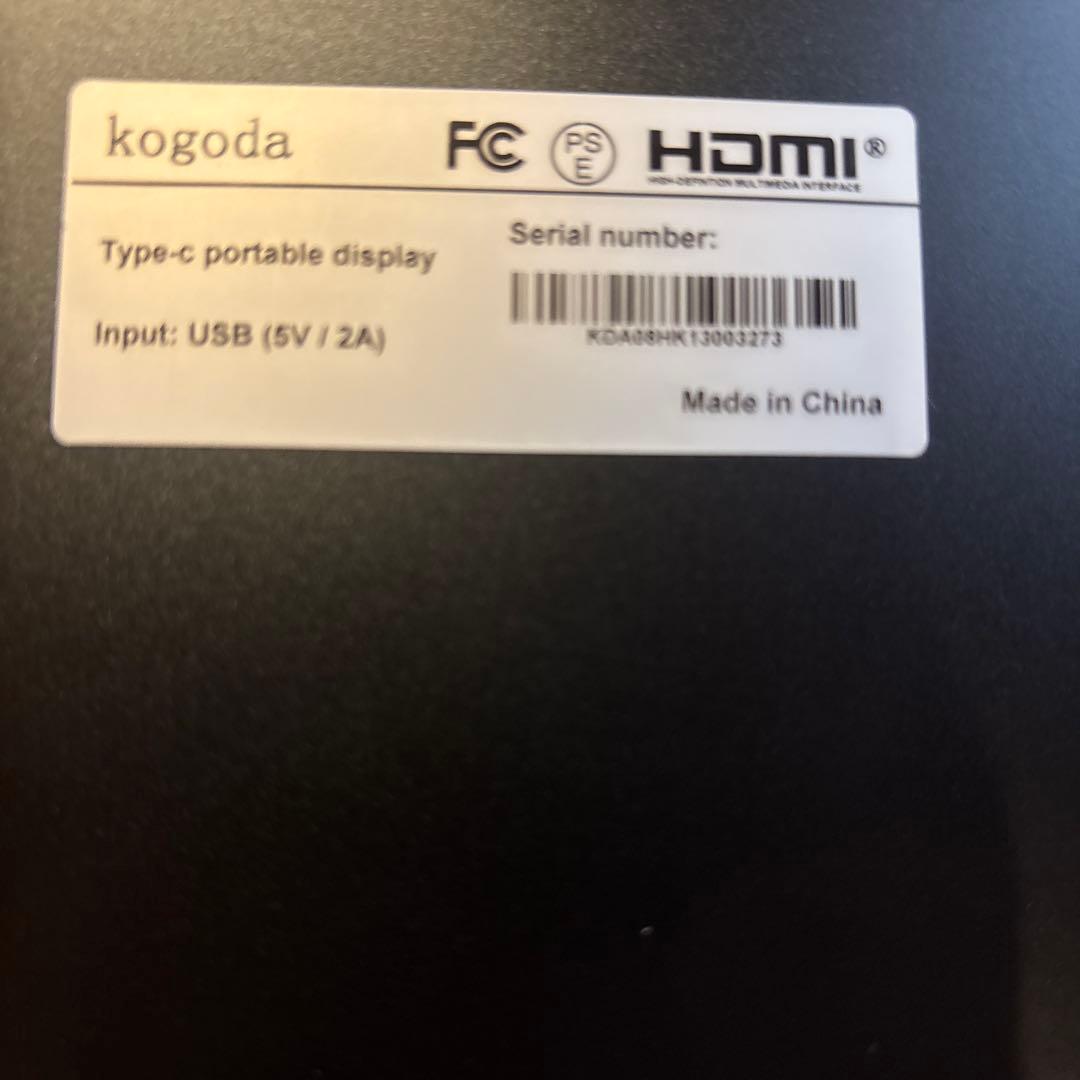 kogoda
FC
PS
E
HDMI®
HIGH-DEFINITION MULTIMEDIA INTERFACE
Type-c portable display
Serial number:
Input: USB (5V / 2A)
KDA08HK13003273
Made in China